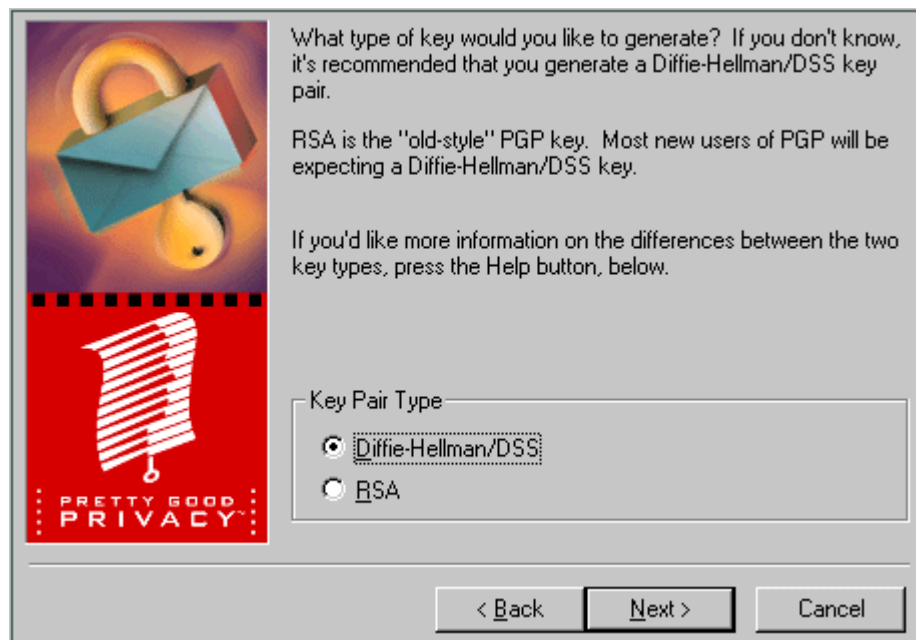 What type of key would you like to generate? If you don't know,
it's recommended that you generate a Diffie-Hellman/DSS key
pair.
RSA is the "old-style" PGP key. Most new users of PGP will be
expecting a Diffie-Hellman/DSS key.
If you'd like more information on the differences between the two
key types, press the Help button, below.
Key Pair Type
Diffie-Hellman/DSS
RSA
PRETTY GOOD
PRIVACY™
< Back
Next >
Cancel